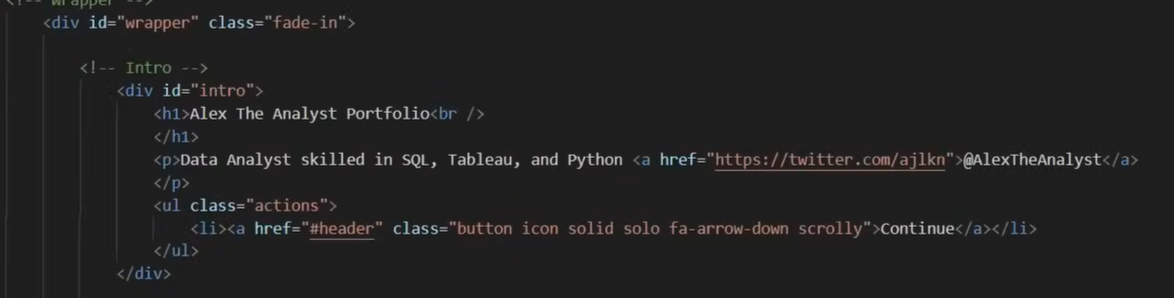 <!-- Wrapper -->
<div id="wrapper" class="fade-in">
<!-- Intro -->
<div id="intro">
<h1>Alex The Analyst Portfolio<br />
</h1>
<p>Data Analyst skilled in SQL, Tableau, and Python <a href="https://twitter.com/ajlkn">@AlexTheAnalyst</a>
</p>
<ul class="actions">
<li><a href="#header" class="button icon solid solo fa-arrow-down scrolly">Continue</a></li>
</ul>
</div>